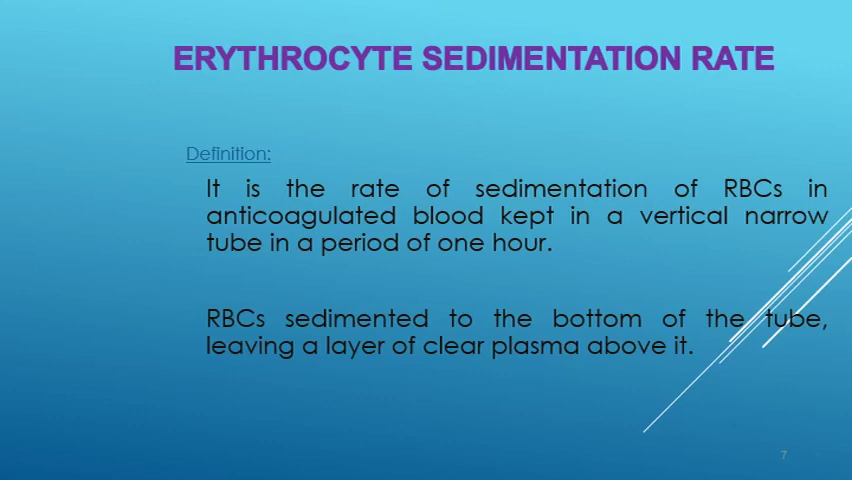 ERYTHROCYTE SEDIMENTATION RATE
Definition:
It is the rate of sedimentation of RBCs in
anticoagulated blood kept in a vertical narrow
tube in a period of one hour.
RBCs sedimented to the bottom of the tube,
leaving a layer of clear plasma above it.
7